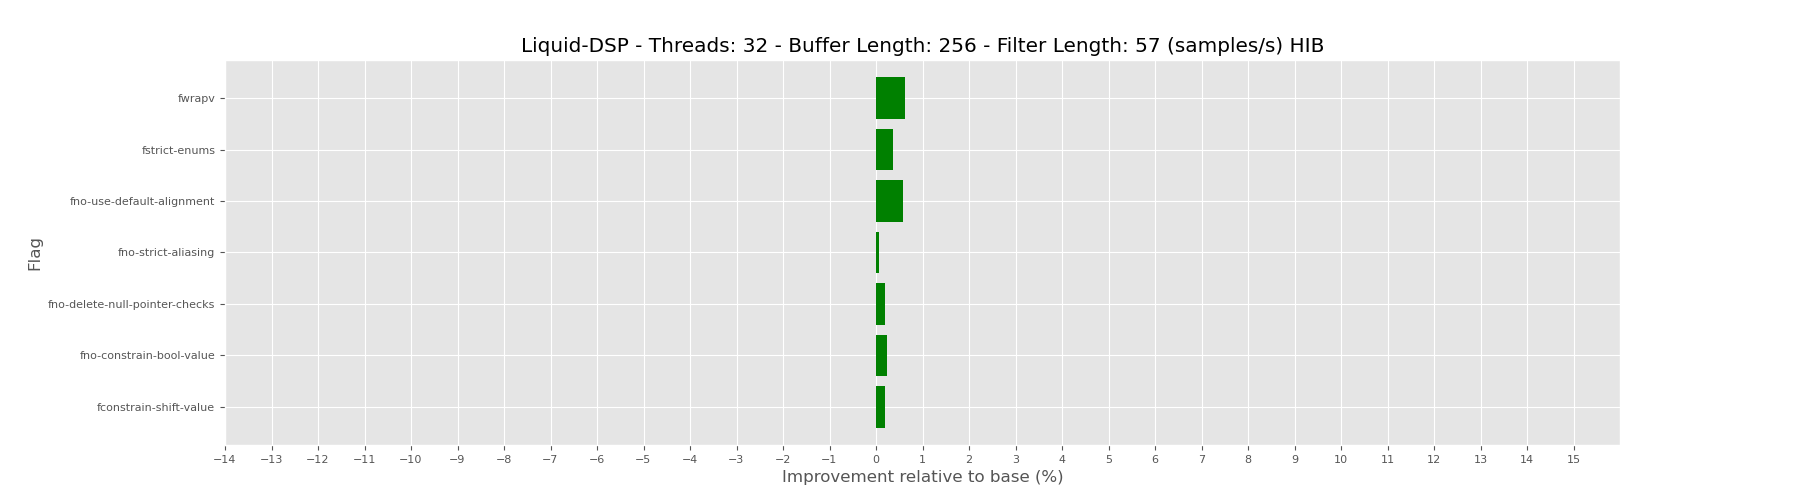 Liquid-DSP - Threads: 32 - Buffer Length: 256 - Filter Length: 57 (samples/s) HIB
fwrapv
fstrict-enums
fno-use-default-alignment
fno-strict-aliasing
fno-delete-null-pointer-checks
fno-constrain-bool-value
fconstrain-shift-value
Flag
−14 −13 −12 −11 −10 −9 −8 −7 −6 −5 −4 −3 −2 −1 0 1 2 3 4 5 6 7 8 9 10 11 12 13 14 15
Improvement relative to base (%)